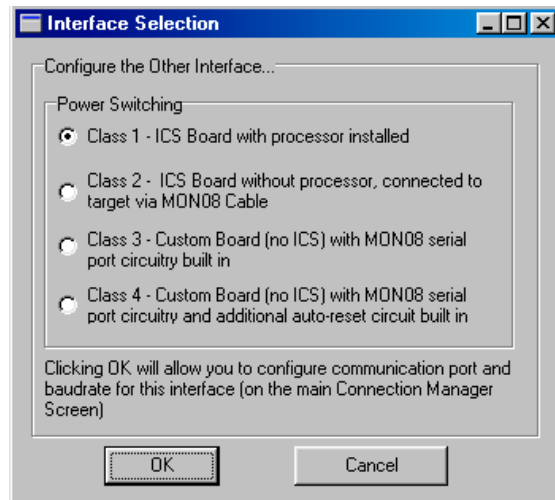 Interface Selection
Configure the Other Interface...
Power Switching
Class 1 - ICS Board with processor installed
Class 2 - ICS Board without processor, connected to
target via MON08 Cable
Class 3 - Custom Board (no ICS) with MON08 serial
port circuitry built in
Class 4 - Custom Board (no ICS) with MON08 serial
port circuitry and additional auto-reset circuit built in
Clicking OK will allow you to configure communication port and
baudrate for this interface (on the main Connection Manager
Screen)
OK
Cancel